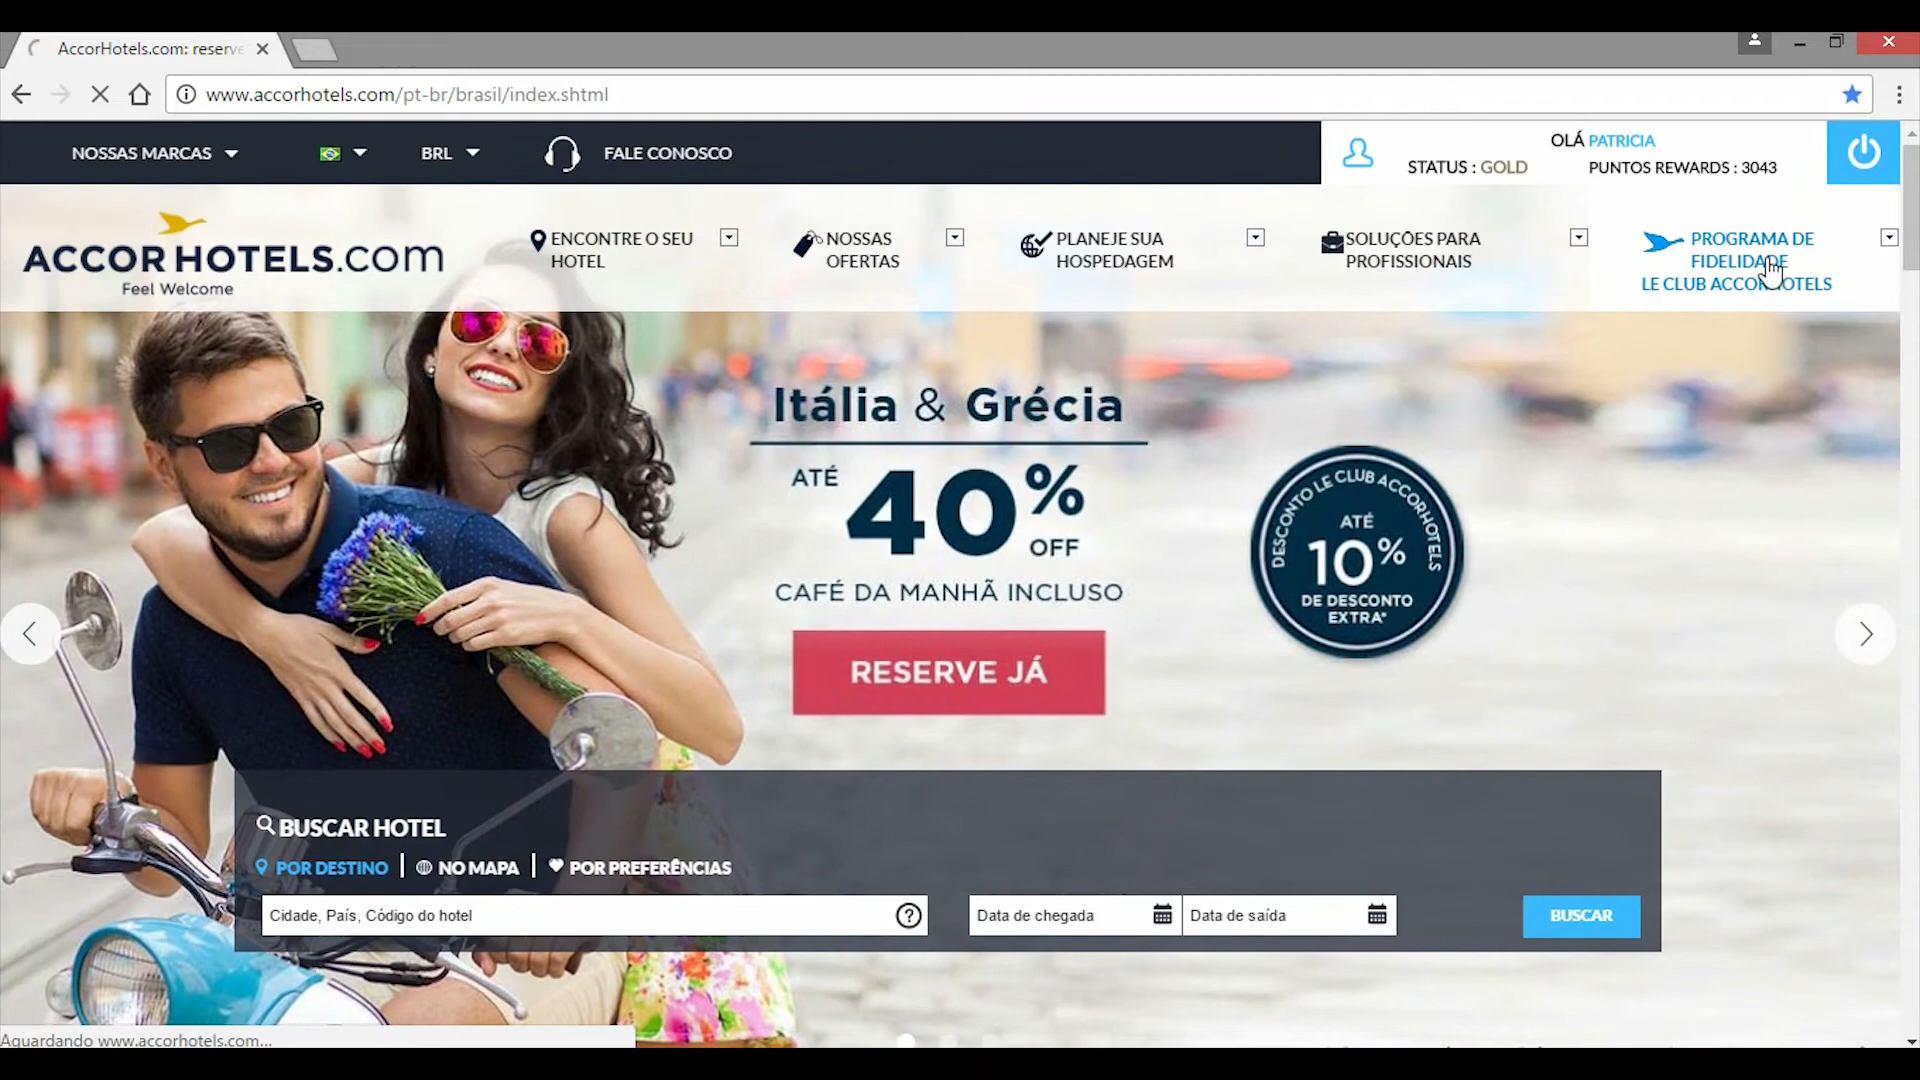 AccorHotels.com: reserve
www.accorhotels.com/pt-br/brasil/index.shtml
NOSSAS MARCAS
BRL
FALE CONOSCO
OLÁ PATRICIA
STATUS : GOLD
PUNTOS REWARDS : 3043
ACCORHOTELS.com
Feel Welcome
ENCONTRE O SEU
HOTEL
NOSSAS
OFERTAS
PLANEJE SUA
HOSPEDAGEM
SOLUÇÕES PARA
PROFISSIONAIS
PROGRAMA DE
FIDELIDADE
LE CLUB ACCORHOTELS
Itália & Grécia
ATÉ
40%
OFF
CAFÉ DA MANHÃ INCLUSO
RESERVE JÁ
DESCONTO LE CLUB ACCORHOTELS
ATÉ
10%
DE DESCONTO
EXTRA*
BUSCAR HOTEL
POR DESTINO
NO MAPA
POR PREFERÊNCIAS
Cidade, País, Código do hotel
?
Data de chegada
Data de saída
BUSCAR
Aguardando www.accorhotels.com...